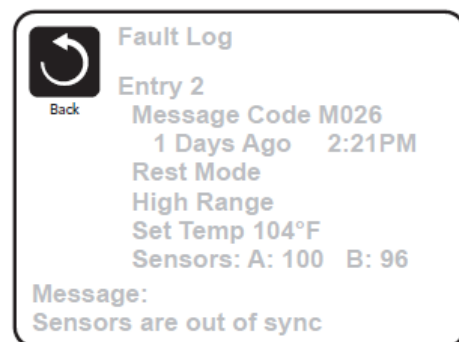 Fault Log
Back
Entry 2
Message Code M026
1 Days Ago 2:21PM
Rest Mode
High Range
Set Temp 104°F
Sensors: A: 100 B: 96
Message:
Sensors are out of sync